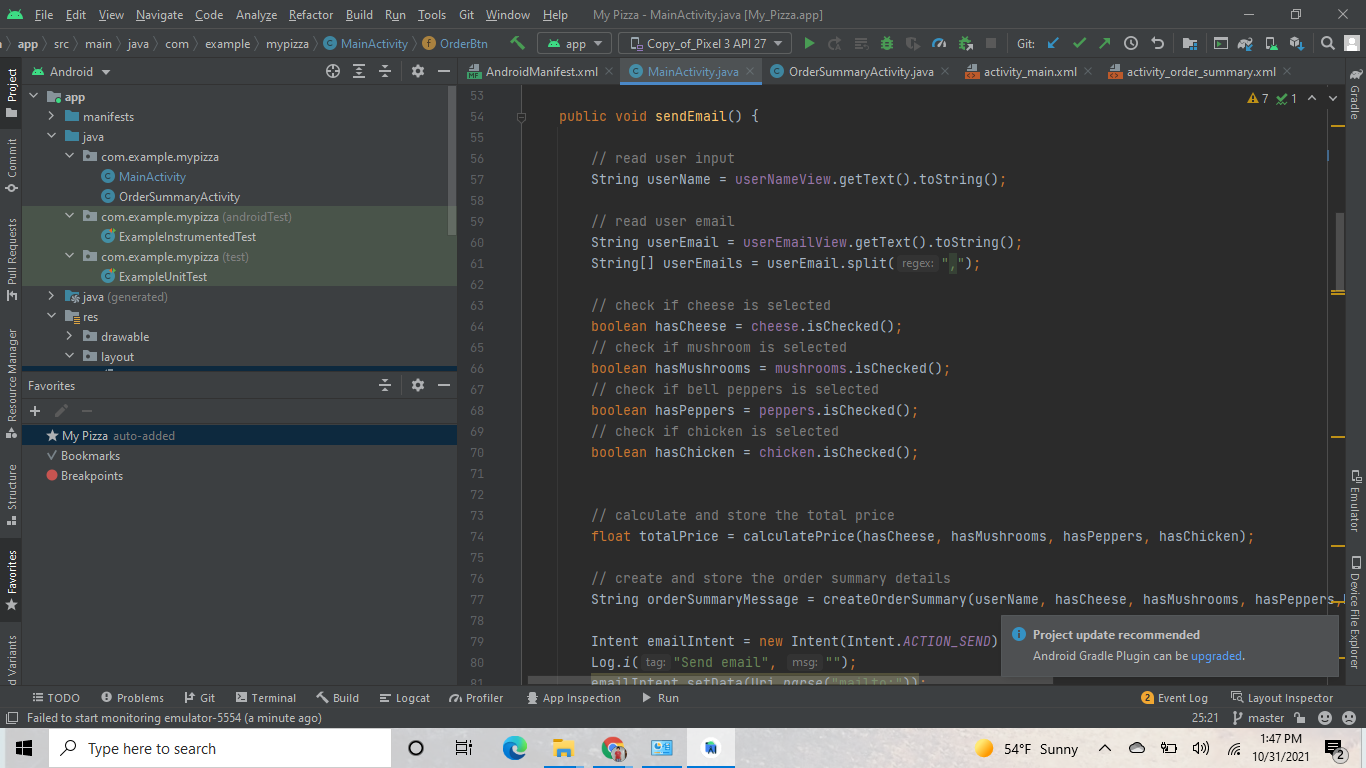 File Edit View Navigate Code Analyze Refactor Build Run Tools Git Window Help My Pizza - MainActivity.java [My_Pizza.app]
app src main java com example mypizza MainActivity OrderBtn app Copy_of_Pixel 3 API 27 Git:
Android
AndroidManifest.xml MainActivity.java OrderSummaryActivity.java activity_main.xml activity_order_summary.xml
Project
Commit
Pull Requests
Resource Manager
Structure
Favorites
d Variants
app
manifests
java
com.example.mypizza
MainActivity
OrderSummaryActivity
com.example.mypizza (androidTest)
ExampleInstrumentedTest
com.example.mypizza (test)
ExampleUnitTest
java (generated)
res
drawable
layout
Favorites
My Pizza auto-added
Bookmarks
Breakpoints
7 1
53
54 public void sendEmail() {
55
56 // read user input
57 String userName = userNameView.getText().toString();
58
59 // read user email
60 String userEmail = userEmailView.getText().toString();
61 String[] userEmails = userEmail.split( regex: ",");
62
63 // check if cheese is selected
64 boolean hasCheese = cheese.isChecked();
65 // check if mushroom is selected
66 boolean hasMushrooms = mushrooms.isChecked();
67 // check if bell peppers is selected
68 boolean hasPeppers = peppers.isChecked();
69 // check if chicken is selected
70 boolean hasChicken = chicken.isChecked();
71
72
73 // calculate and store the total price
74 float totalPrice = calculatePrice(hasCheese, hasMushrooms, hasPeppers, hasChicken);
75
76 // create and store the order summary details
77 String orderSummaryMessage = createOrderSummary(userName, hasCheese, hasMushrooms, hasPeppers,
78
79 Intent emailIntent = new Intent(Intent.ACTION_SEND)
80 Log.i( tag: "Send email", msg: "");
81 emailIntent.setData(Uri.parse("mailto:"));
Project update recommended
Android Gradle Plugin can be upgraded.
Gradle
Emulator
Device File Explorer
TODO Problems Git Terminal Build Logcat Profiler App Inspection Run 2 Event Log Layout Inspector
Failed to start monitoring emulator-5554 (a minute ago) 25:21 master
Type here to search 54°F Sunny 1:47 PM
10/31/2021 2